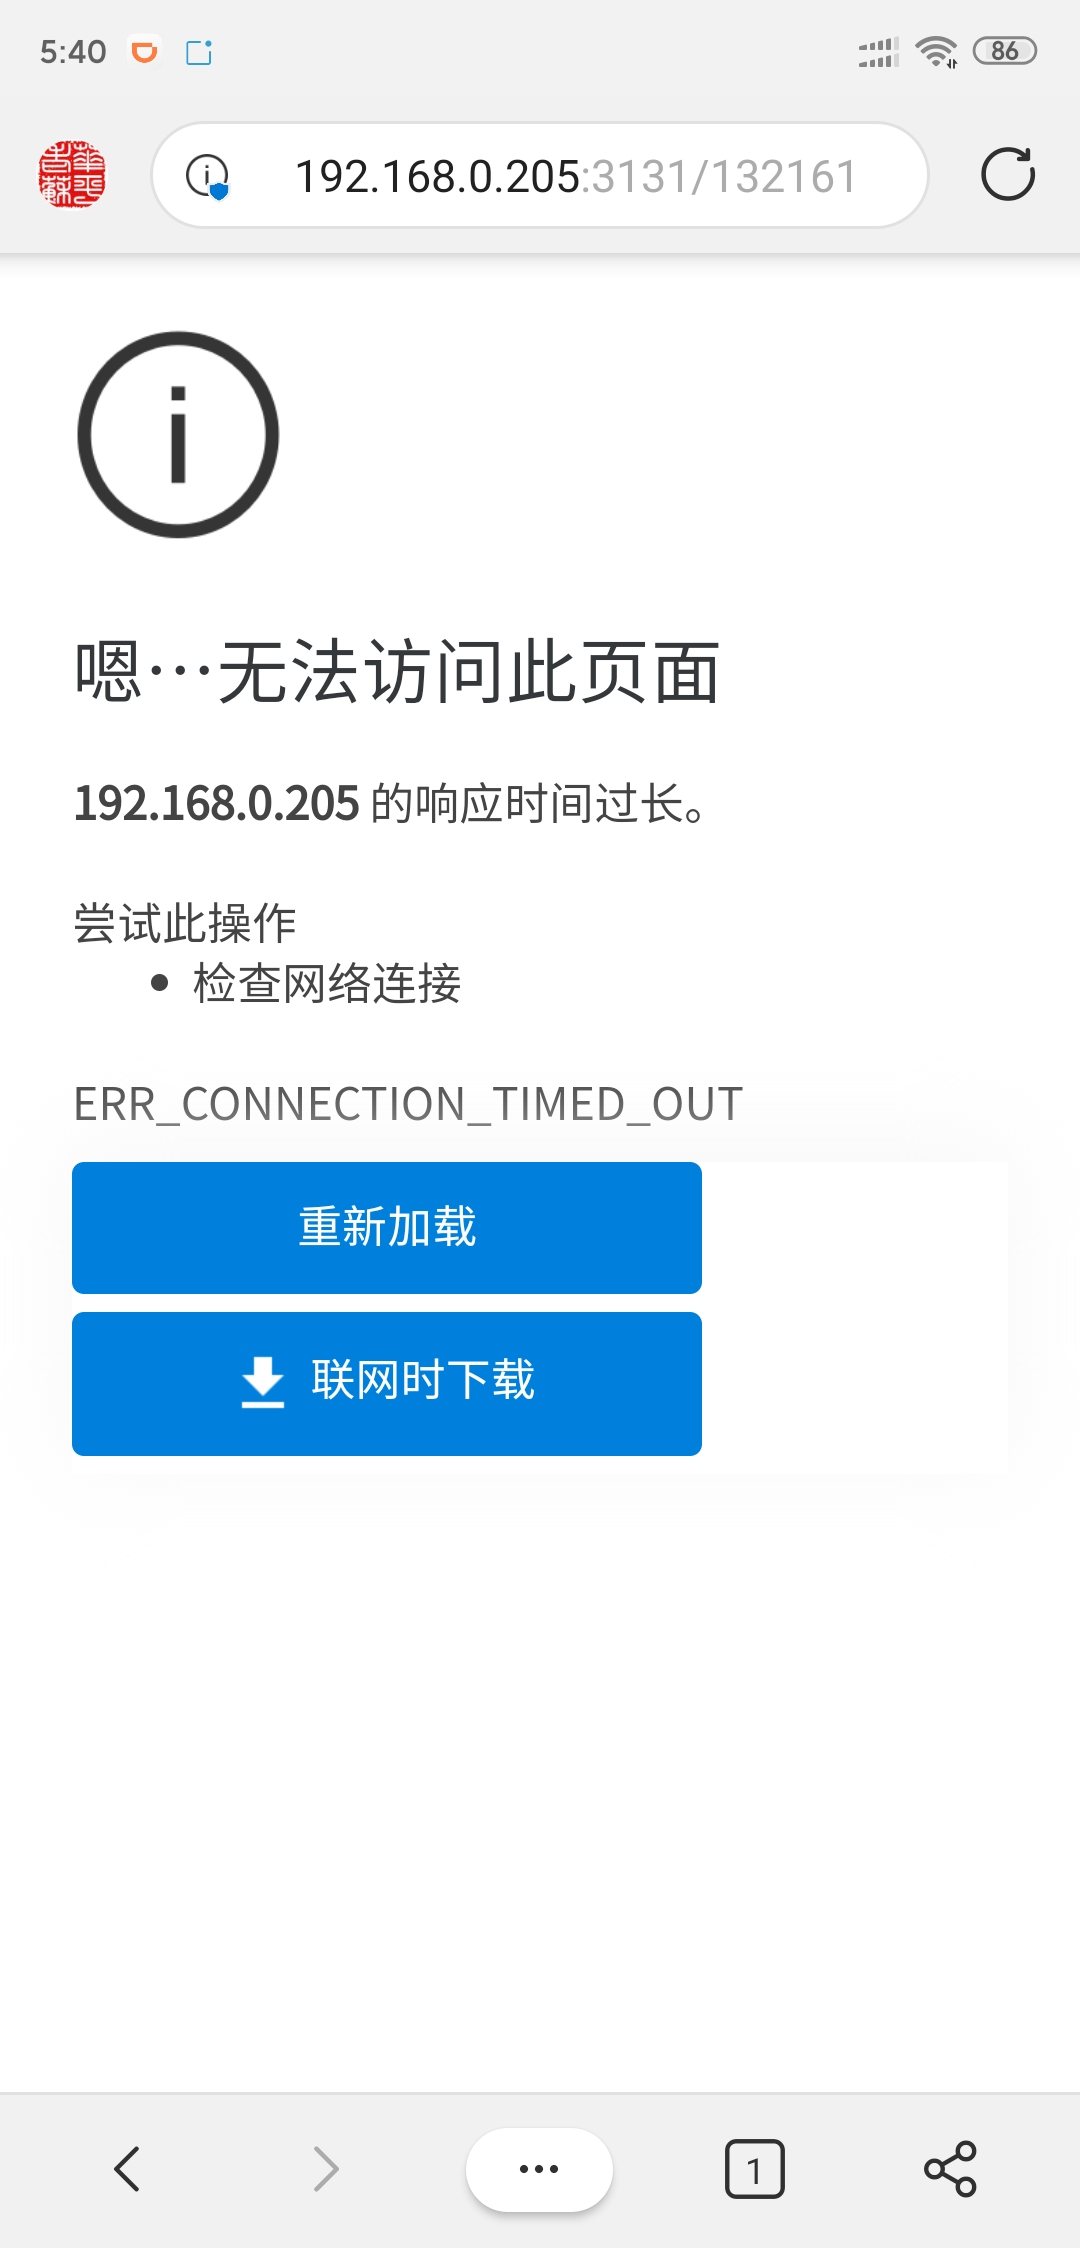 5:40
86
192.168.0.205:3131/132161
嗯…无法访问此页面
192.168.0.205 的响应时间过长。
尝试此操作
检查网络连接
ERR_CONNECTION_TIMED_OUT
重新加载
联网时下载
1